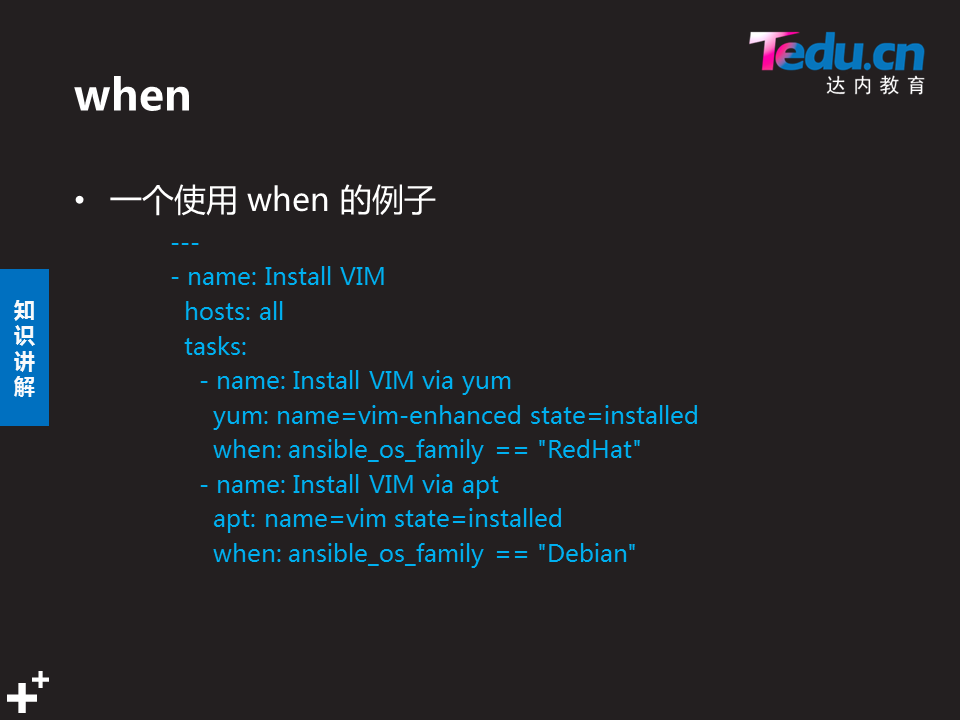 Tedu.cn
达内教育
when
• 一个使用 when 的例子
---
- name: Install VIM
hosts: all
tasks:
- name: Install VIM via yum
yum: name=vim-enhanced state=installed
when: ansible_os_family == "RedHat"
- name: Install VIM via apt
apt: name=vim state=installed
when: ansible_os_family == "Debian"
知
识
讲
解